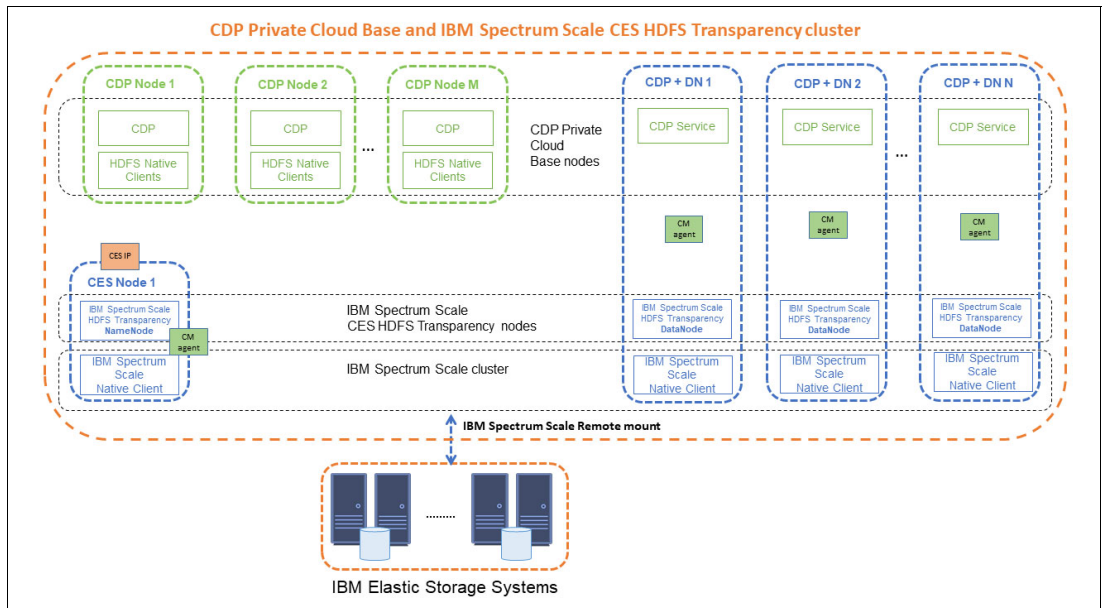 CDP Private Cloud Base and IBM Spectrum Scale CES HDFS Transparency cluster
CDP Node 1
CDP Node 2
CDP Node M
CDP + DN 1
CDP + DN 2
CDP + DN N
CDP
CDP
CDP
HDFS Native
Clients
HDFS Native
Clients
...
HDFS Native
Clients
CDP Private
Cloud
Base nodes
CDP Service
CDP Service
...
CDP Service
CM
agent
CM
agent
CM
agent
CES IP
CES Node 1
IBM Spectrum Scale
HDFS Transparency
NameNode
CM
agent
IBM Spectrum
Scale
Native Client
IBM Spectrum Scale
CES HDFS Transparency nodes
IBM Spectrum Scale cluster
IBM Spectrum Scale
HDFS Transparency
DataNode
IBM Spectrum Scale
HDFS Transparency
DataNode
IBM Spectrum Scale
HDFS Transparency
DataNode
IBM Spectrum
Scale
Native Client
IBM Spectrum
Scale
Native Client
IBM Spectrum
Scale
Native Client
IBM Spectrum Scale Remote mount
.........
IBM Elastic Storage Systems